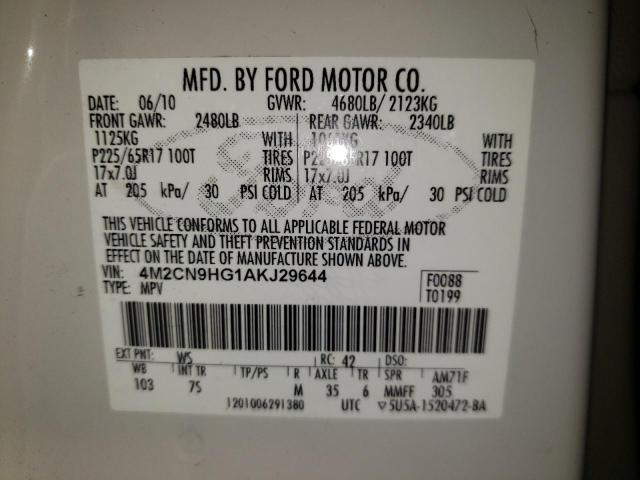 MFD. BY FORD MOTOR CO.
DATE: 06/10 GVWR: 4680LB/ 2123KG
FRONT GAWR: 2480LB REAR GAWR: 2340LB
1125KG WITH 1061KG WITH
P225/65R17 100T TIRES P225/65R17 100T TIRES
17x7.0J RIMS 17x7.0J RIMS
AT 205 kPa/ 30 PSI COLD AT 205 kPa/ 30 PSI COLD
THIS VEHICLE CONFORMS TO ALL APPLICABLE FEDERAL MOTOR
VEHICLE SAFETY AND THEFT PREVENTION STANDARDS IN
EFFECT ON THE DATE OF MANUFACTURE SHOWN ABOVE.
VIN: 4M2CN9HG1AKJ29644 F0088
TYPE: MPV T0199
EXT PNT: WS RC: 42 DSO:
WB INT TR TP/PS R AXLE TR SPR AM71F
103 7S M 35 6 MMFF 305
1201006291380 UTC ▽5U5A-1520472-BA